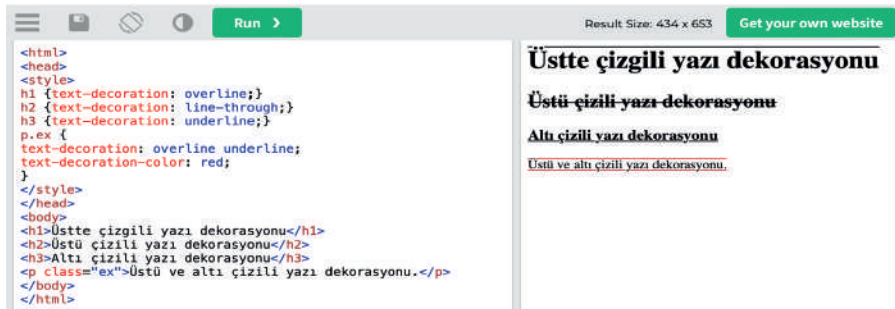 Run ❯
Result Size: 434 x 653
Get your own website
<html>
<head>
<style>
h1 {text-decoration: overline;}
h2 {text-decoration: line-through;}
h3 {text-decoration: underline;}
p.ex {
text-decoration: overline underline;
text-decoration-color: red;
}
</style>
</head>
<body>
<h1>Üstte çizgili yazı dekorasyonu</h1>
<h2>Üstü çizili yazı dekorasyonu</h2>
<h3>Altı çizili yazı dekorasyonu</h3>
<p class="ex">Üstü ve altı çizili yazı dekorasyonu.</p>
</body>
</html>
Üstte çizgili yazı dekorasyonu
Üstü çizili yazı dekorasyonu
Altı çizili yazı dekorasyonu
Üstü ve altı çizili yazı dekorasyonu.